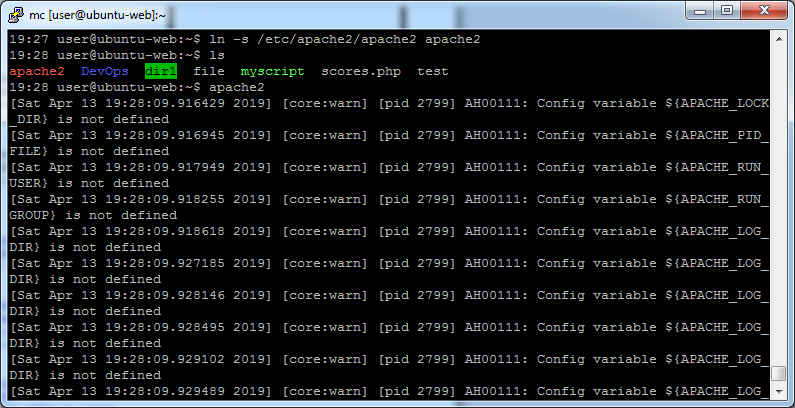 mc [user@ubuntu-web]:~
19:27 user@ubuntu-web:~$ ln -s /etc/apache2/apache2 apache2
19:28 user@ubuntu-web:~$ ls
apache2 DevOps dir1 file myscript scores.php test
19:28 user@ubuntu-web:~$ apache2
[Sat Apr 13 19:28:09.916429 2019] [core:warn] [pid 2799] AH00111: Config variable ${APACHE_LOCK
_DIR} is not defined
[Sat Apr 13 19:28:09.916945 2019] [core:warn] [pid 2799] AH00111: Config variable ${APACHE_PID_
FILE} is not defined
[Sat Apr 13 19:28:09.917949 2019] [core:warn] [pid 2799] AH00111: Config variable ${APACHE_RUN_
USER} is not defined
[Sat Apr 13 19:28:09.918255 2019] [core:warn] [pid 2799] AH00111: Config variable ${APACHE_RUN_
GROUP} is not defined
[Sat Apr 13 19:28:09.918618 2019] [core:warn] [pid 2799] AH00111: Config variable ${APACHE_LOG_
DIR} is not defined
[Sat Apr 13 19:28:09.927185 2019] [core:warn] [pid 2799] AH00111: Config variable ${APACHE_LOG_
DIR} is not defined
[Sat Apr 13 19:28:09.928146 2019] [core:warn] [pid 2799] AH00111: Config variable ${APACHE_LOG_
DIR} is not defined
[Sat Apr 13 19:28:09.928495 2019] [core:warn] [pid 2799] AH00111: Config variable ${APACHE_LOG_
DIR} is not defined
[Sat Apr 13 19:28:09.929102 2019] [core:warn] [pid 2799] AH00111: Config variable ${APACHE_LOG_
DIR} is not defined
[Sat Apr 13 19:28:09.929489 2019] [core:warn] [pid 2799] AH00111: Config variable ${APACHE_LOG_